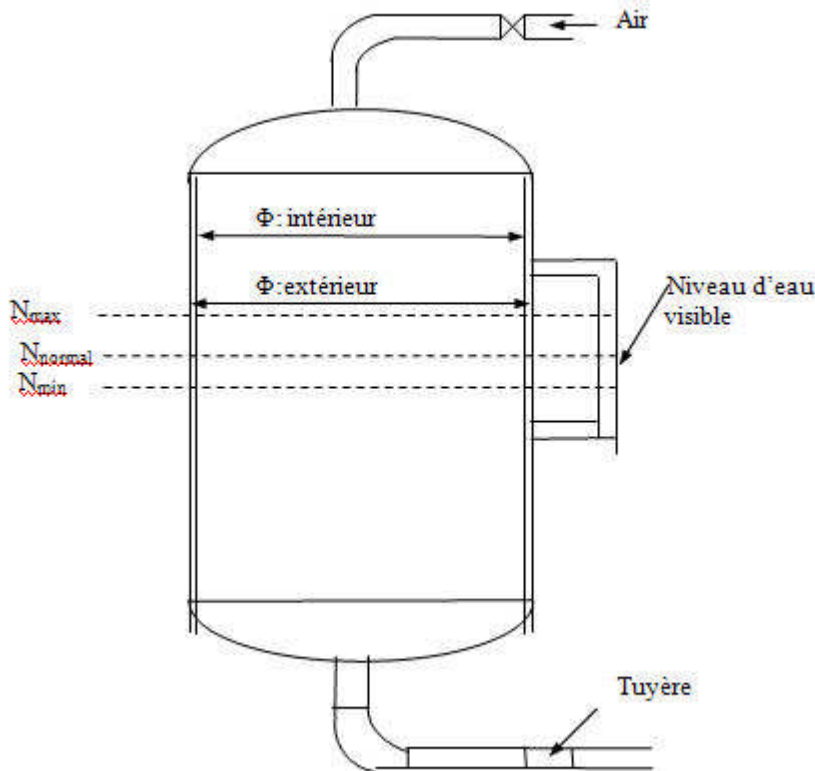 Air
Φ: intérieur
Φ:extérieur
Niveau d’eau
visible
Nmax
Nnormal
Nmin
Tuyère